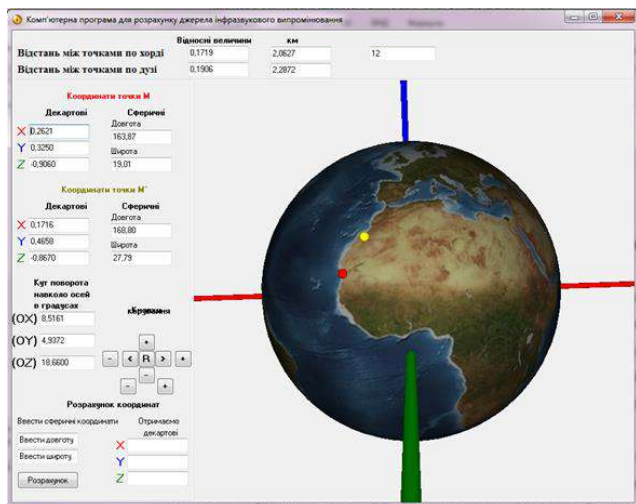 Комп'ютерна програма для розрахунку джерела інфразвукового випромінювання
Відносні величини км
Відстань між точками по хорді 0,1719 2,0627 12
Відстань між точками по дузі 0,1906 2,2872
Координати точки М
Декартові Сферичні
Довгота
X 0,2621 163,87
Y 0,3250 Широта
Z -0,9060 19,01
Координати точки М'
Декартові Сферичні
Довгота
X 0,1716 168,80
Y 0,4658 Широта
Z -0,8670 27,79
Кут поворота
навколо осей
в градусах
(OX) 8,5161
(OY) 4,9372
(OZ) 18,6600
+
- < R > +
-
- +
Розрахунок координат
Ввести сферичні координати Отримаємо
декартові
Ввести довготу X
Ввести широту Y
Розрахунок Z